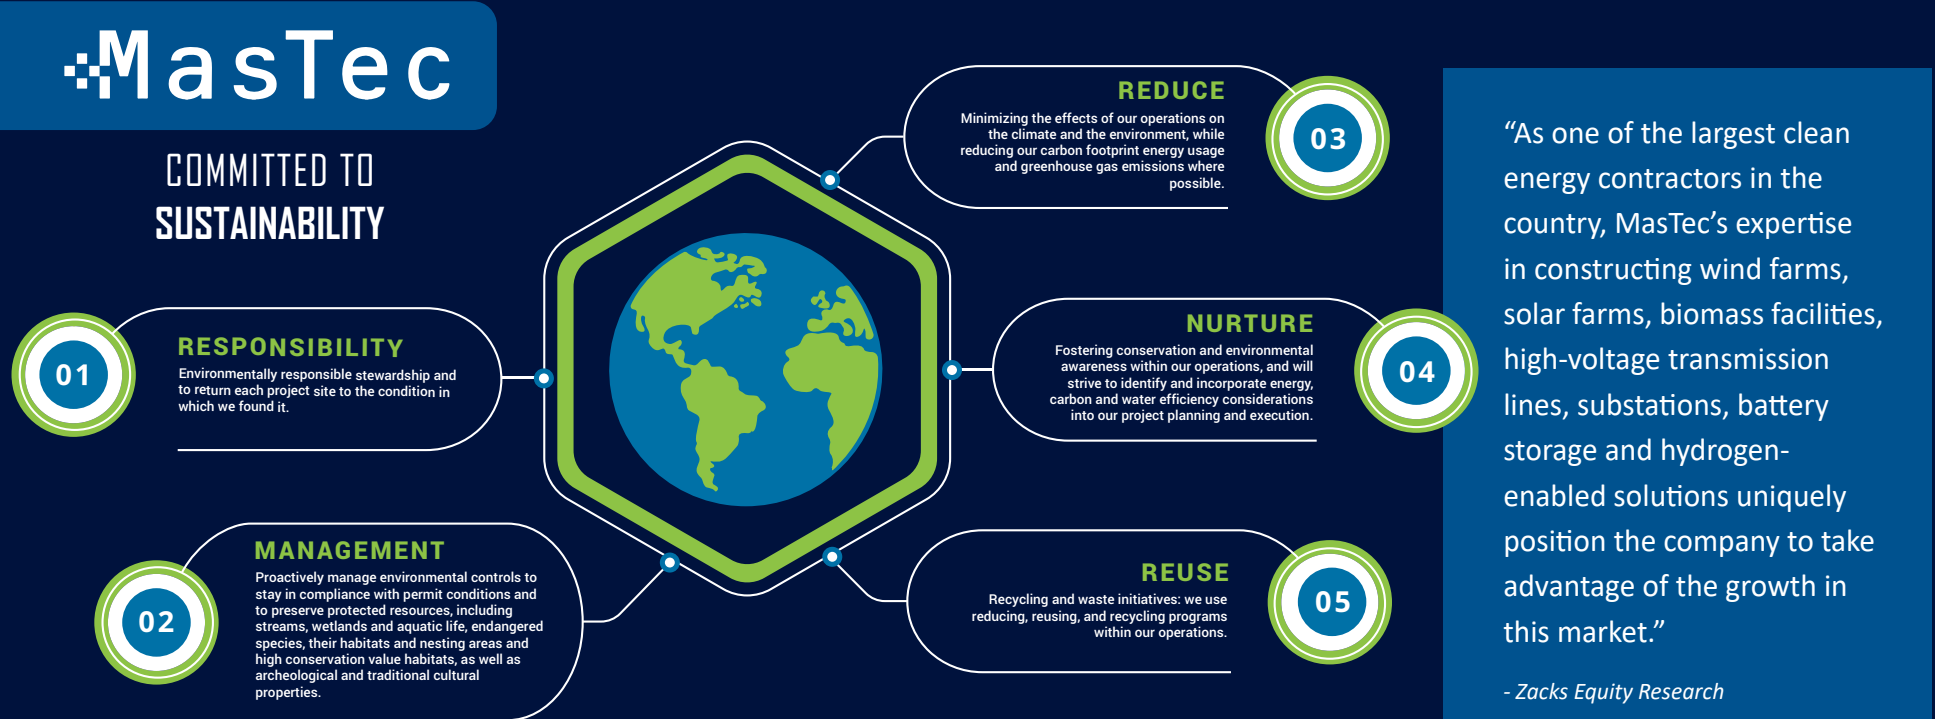 MasTec
COMMITTED TO
SUSTAINABILITY
01
RESPONSIBILITY
Environmentally responsible stewardship and
to return each project site to the condition in
which we found it.
02
MANAGEMENT
Proactively manage environmental controls to
stay in compliance with permit conditions and
to preserve protected resources, including
streams, wetlands and aquatic life, endangered
species, their habitats and nesting areas and
high conservation value habitats, as well as
archeological and traditional cultural
properties.
REDUCE
Minimizing the effects of our operations on
the climate and the environment, while
reducing our carbon footprint energy usage
and greenhouse gas emissions where
possible.
03
NURTURE
Fostering conservation and environmental
awareness within our operations, and will
strive to identify and incorporate energy,
carbon and water efficiency considerations
into our project planning and execution.
04
REUSE
Recycling and waste initiatives: we use
reducing, reusing, and recycling programs
within our operations.
05
“As one of the largest clean
energy contractors in the
country, MasTec’s expertise
in constructing wind farms,
solar farms, biomass facilities,
high-voltage transmission
lines, substations, battery
storage and hydrogen-
enabled solutions uniquely
position the company to take
advantage of the growth in
this market.”
- Zacks Equity Research